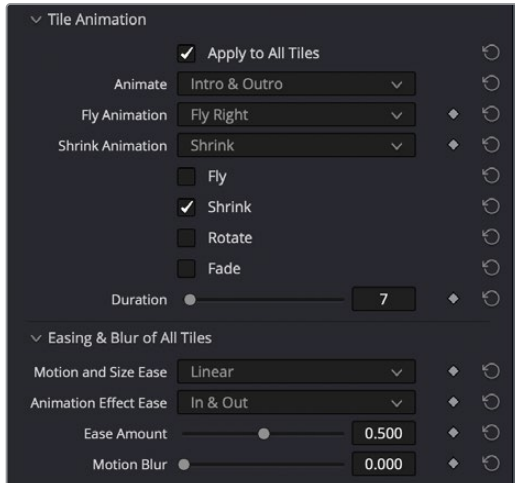 Tile Animation
Apply to All Tiles
Animate Intro & Outro
Fly Animation Fly Right
Shrink Animation Shrink
Fly
Shrink
Rotate
Fade
Duration 7
Easing & Blur of All Tiles
Motion and Size Ease Linear
Animation Effect Ease In & Out
Ease Amount 0.500
Motion Blur 0.000